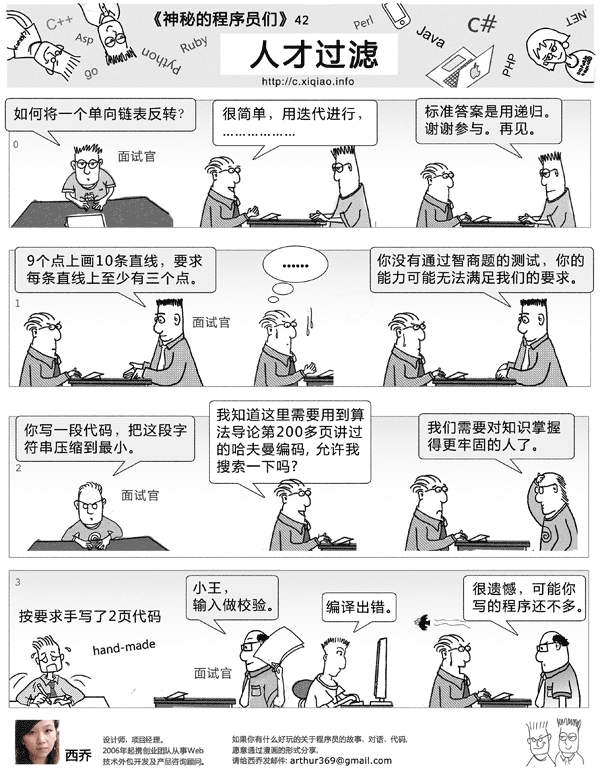 《神秘的程序员们》42
C++
Asp
go
Python
Ruby
Perl
Java
C#
PHP
.NET
人才过滤
http://c.xiqiao.info
0
如何将一个单向链表反转?
面试官
很简单，用迭代进行，
………………
标准答案是用递归。
谢谢参与。再见。
1
9个点上画10条直线，要求
每条直线上至少有三个点。
面试官
……
你没有通过智商题的测试，你的
能力可能无法满足我们的要求。
2
你写一段代码，把这段字
符串压缩到最小。
面试官
我知道这里需要用到算
法导论第200多页讲过
的哈夫曼编码，允许我
搜索一下吗?
我们需要对知识掌握
得更牢固的人了。
3
按要求手写了2页代码
hand-made
小王，
输入做校验。
面试官
编译出错。
很遗憾，可能你
写的程序还不多。
西乔
设计师，项目经理。
2006年起携创业团队从事Web
技术外包开发及产品咨询顾问。
如果你有什么好玩的关于程序员的故事、对话、代码，
愿意通过漫画的形式分享，
请给西乔发邮件: arthur369@gmail.com